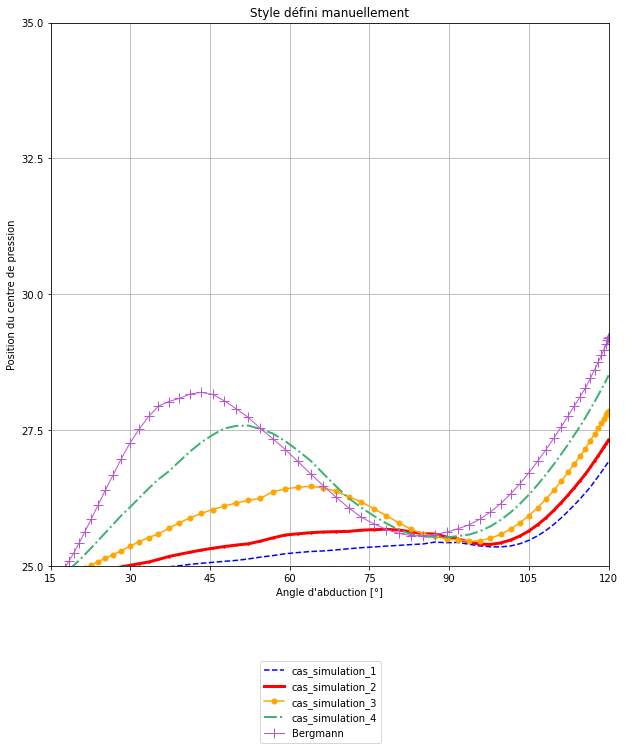 Style défini manuellement
35.0
32.5
30.0
27.5
25.0
Position du centre de pression
15 30 45 60 75 90 105 120
Angle d'abduction [°]
cas_simulation_1
cas_simulation_2
cas_simulation_3
cas_simulation_4
Bergmann